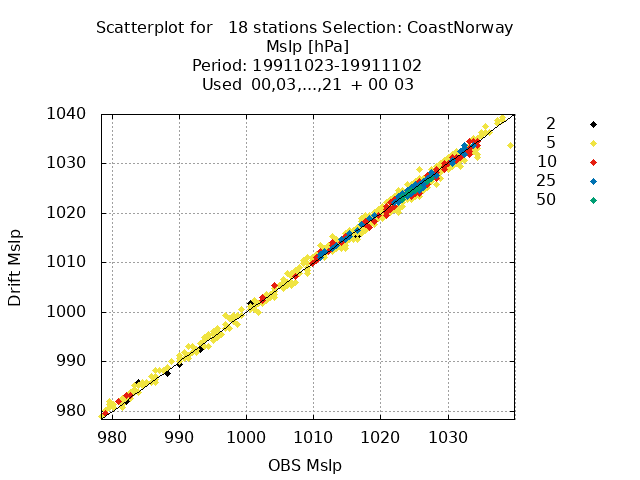 Scatterplot for   18 stations Selection: CoastNorway
Mslp [hPa]
Period: 19911023-19911102
Used  00,03,...,21  + 00 03
1040
1030
1020
1010
1000
990
980
980 990 1000 1010 1020 1030
Drift Mslp
OBS Mslp
2
5
10
25
50